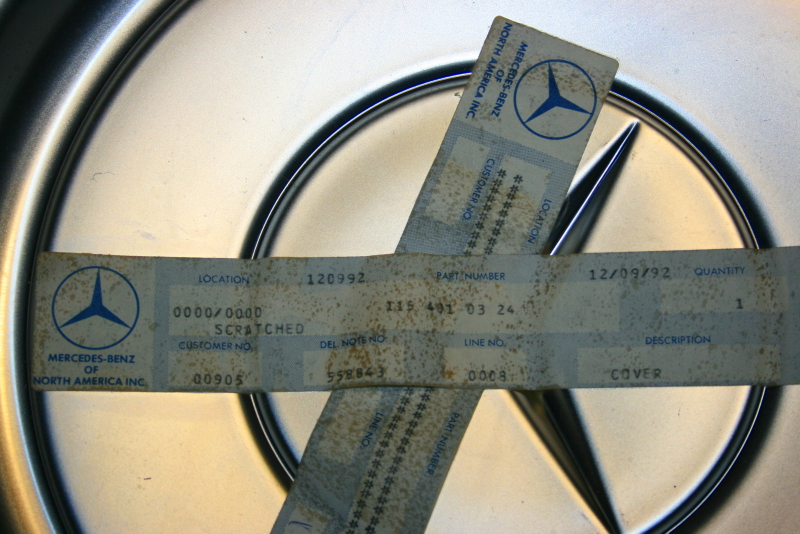 MERCEDES-BENZ
OF
NORTH AMERICA INC.
CUSTOMER NO.
LOCATION
##########
##########
LOCATION 120992 PART NUMBER 12/09/92 QUANTITY
0000/0000 115 401 03 24 1
SCRATCHED
CUSTOMER NO. DEL NOTE NO LINE NO. DESCRIPTION
00905 558843 0008 COVER
MERCEDES-BENZ
OF
NORTH AMERICA INC.
LINE NO.
PART NUMBER